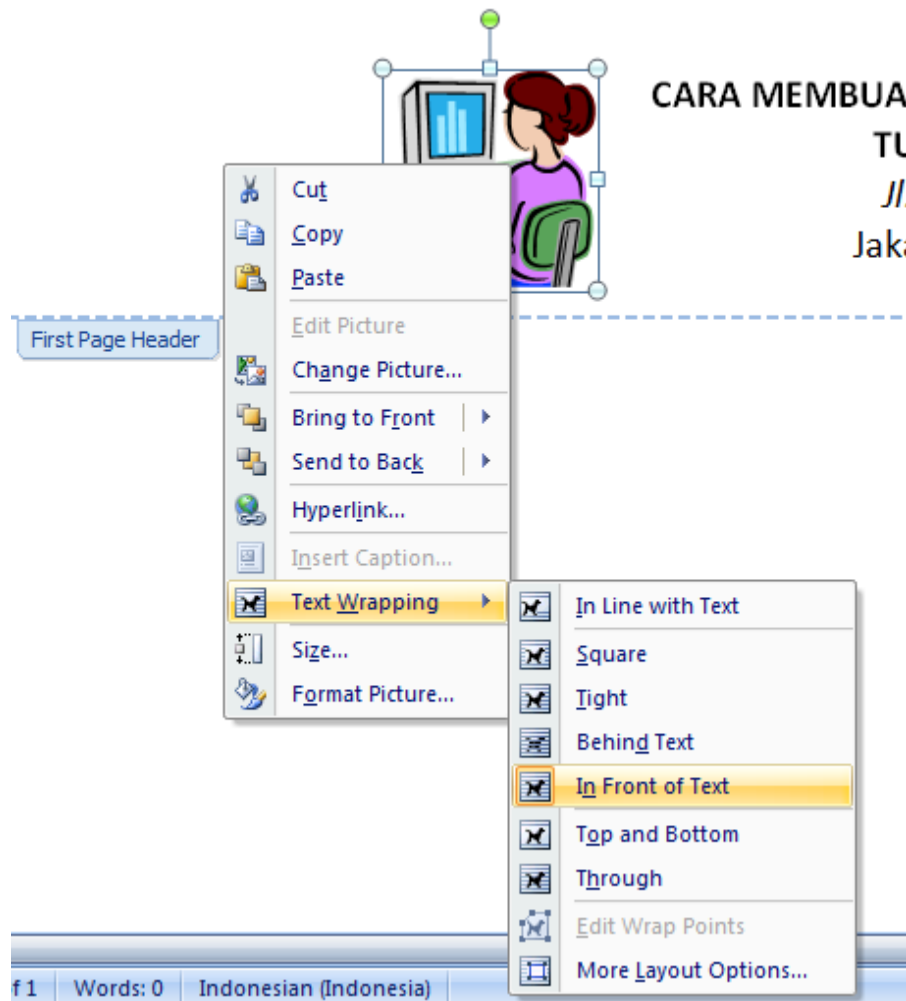 CARA MEMBUA
TU
Jl.
Jaka
First Page Header
Cut
Copy
Paste
Edit Picture
Change Picture...
Bring to Front
Send to Back
Hyperlink...
Insert Caption...
Text Wrapping
Size...
Format Picture...
In Line with Text
Square
Tight
Behind Text
In Front of Text
Top and Bottom
Through
Edit Wrap Points
More Layout Options...
f 1 Words: 0 Indonesian (Indonesia)